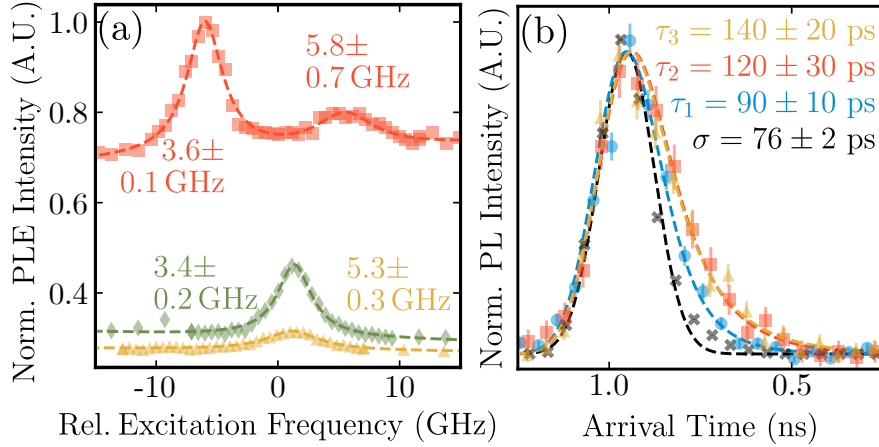 Norm. PLE Intensity (A.U.)
1.0
0.8
0.6
0.4
(a)
5.8±
0.7 GHz
3.6±
0.1 GHz
3.4±
0.2 GHz
5.3±
0.3 GHz
-10
0
10
Rel. Excitation Frequency (GHz)
Norm. PL Intensity
(b)
τ3 = 140 ± 20 ps
τ2 = 120 ± 30 ps
τ1 = 90 ± 10 ps
σ = 76 ± 2 ps
1.0
0.5
Arrival Time (ns)